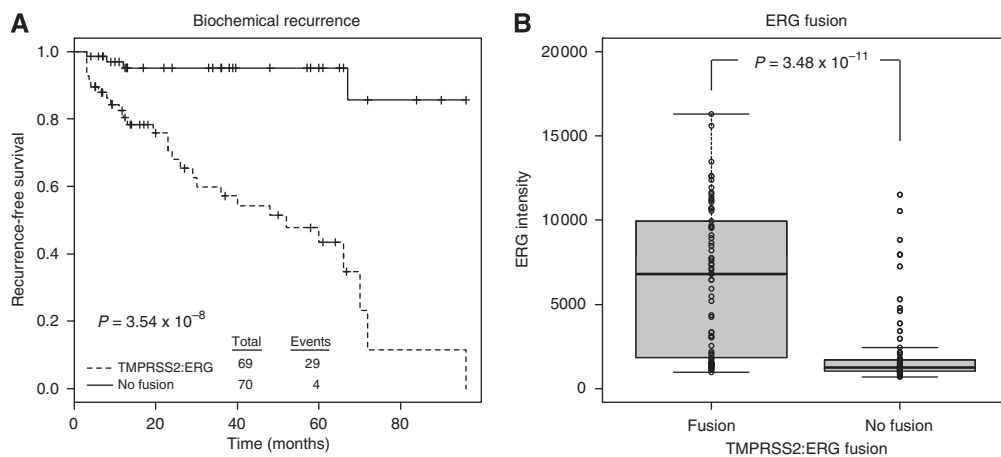 A
Biochemical recurrence
1.0
0.8
0.6
0.4
0.2
0.0
Recurrence-free survival
P = 3.54 x 10⁻⁸
Total Events
TMPRSS2:ERG 69 29
No fusion 70 4
0 20 40 60 80
Time (months)
B
ERG fusion
20000
15000
10000
5000
0
ERG intensity
P = 3.48 x 10⁻¹¹
Fusion No fusion
TMPRSS2:ERG fusion